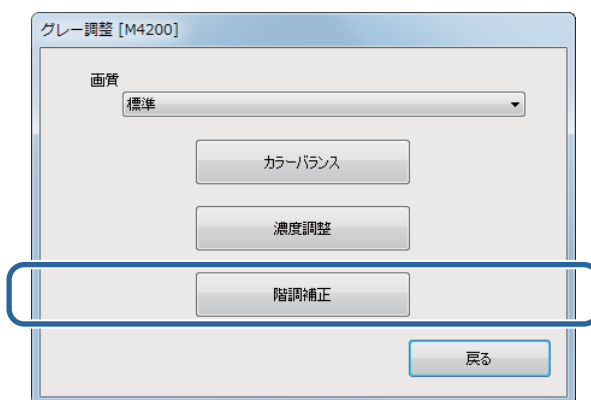 グレー調整 [M4200]
画質
標準
カラーバランス
濃度調整
階調補正
戻る